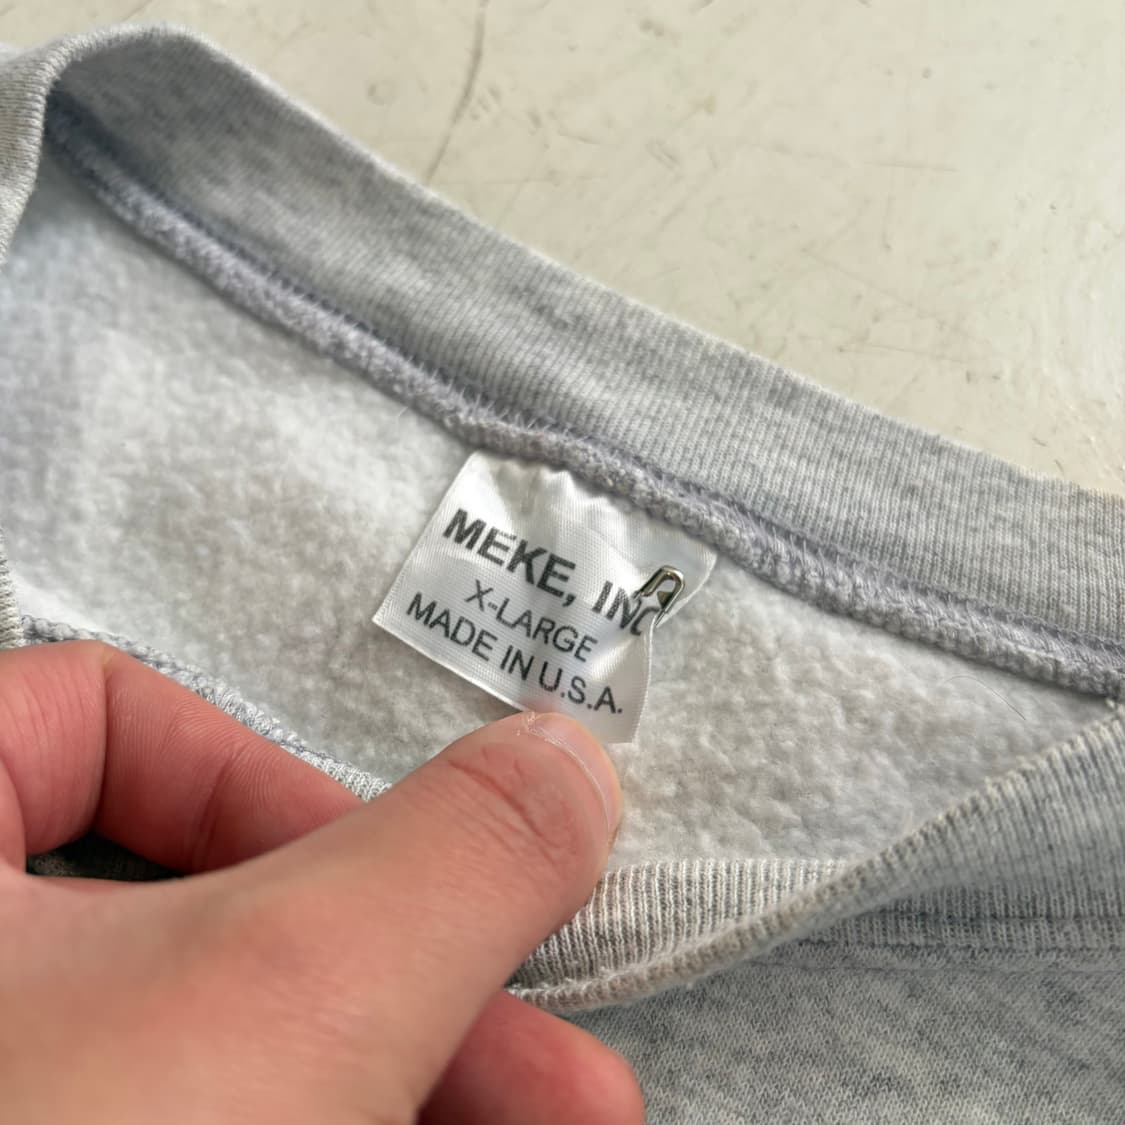 MEKE, INC
X-LARGE
MADE IN U.S.A.